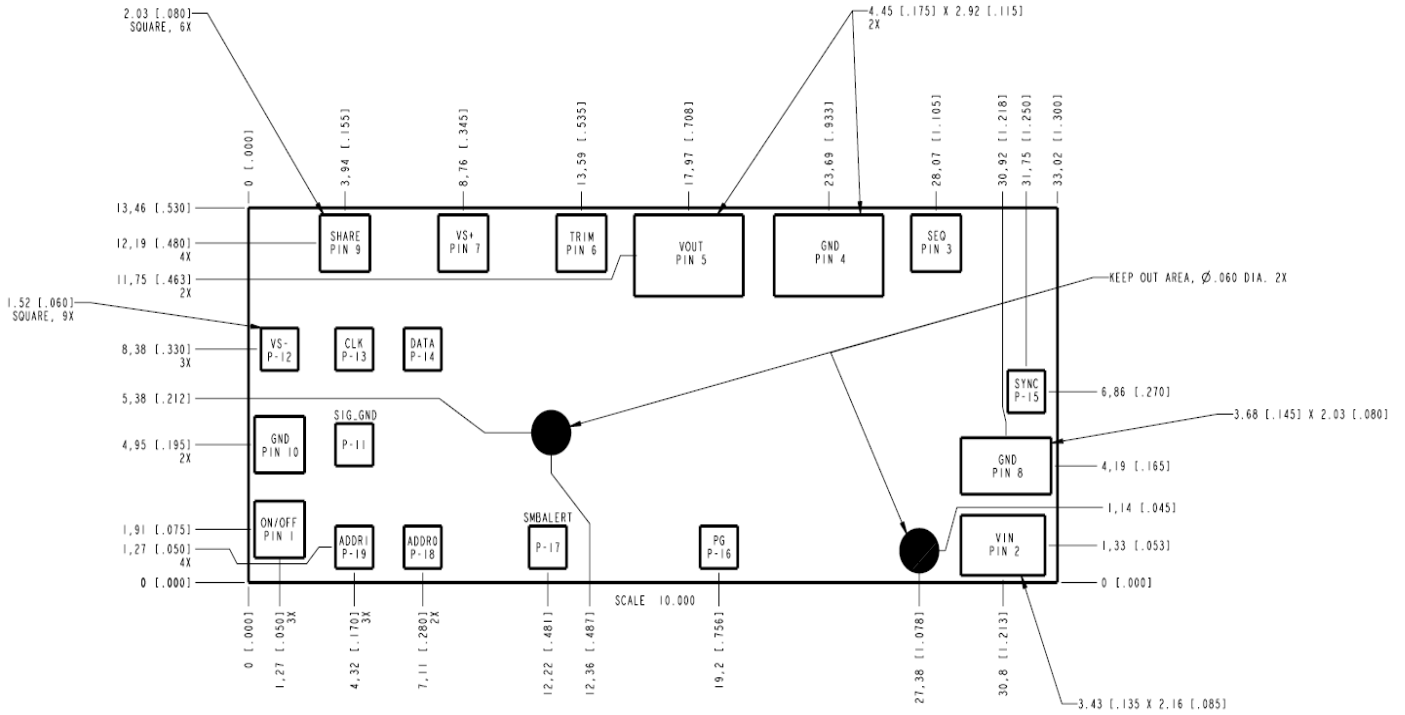 2.03 [.080]
SQUARE, 6X
4.45 [.175] X 2.92 [.115]
2X
0 [.000]
3,94 [.155]
8,76 [.345]
13,59 [.535]
17,97 [.708]
23,69 [.933]
28,07 [1.105]
30,92 [1.218]
31,75 [1.250]
33,02 [1.300]
13,46 [.530]
12,19 [.480]
4X
11,75 [.463]
2X
SHARE
PIN 9
VS+
PIN 7
TRIM
PIN 6
VOUT
PIN 5
GND
PIN 4
SEQ
PIN 3
KEEP OUT AREA, Ø.060 DIA. 2X
1.52 [.060]
SQUARE, 9X
8,38 [.330]
3X
VS-
P-12
CLK
P-13
DATA
P-14
SYNC
P-15
6,86 [.270]
5,38 [.212]
SIG_GND
P-11
3.68 [.145] X 2.03 [.080]
4,95 [.195]
2X
GND
PIN 10
GND
PIN 8
4,19 [.165]
1,14 [.045]
1,91 [.075]
1,27 [.050]
4X
ON/OFF
PIN 1
ADDR1
P-19
ADDR0
P-18
SMBALERT
P-17
PG
P-16
VIN
PIN 2
1,33 [.053]
0 [.000]
0 [.000]
SCALE 10.000
0 [.000]
1,27 [.050]
3X
4,32 [.170]
3X
7,11 [.280]
2X
12,22 [.481]
12,36 [.487]
19,2 [.756]
27,38 [1.078]
30,8 [1.213]
3.43 [.135 X 2.16 [.085]